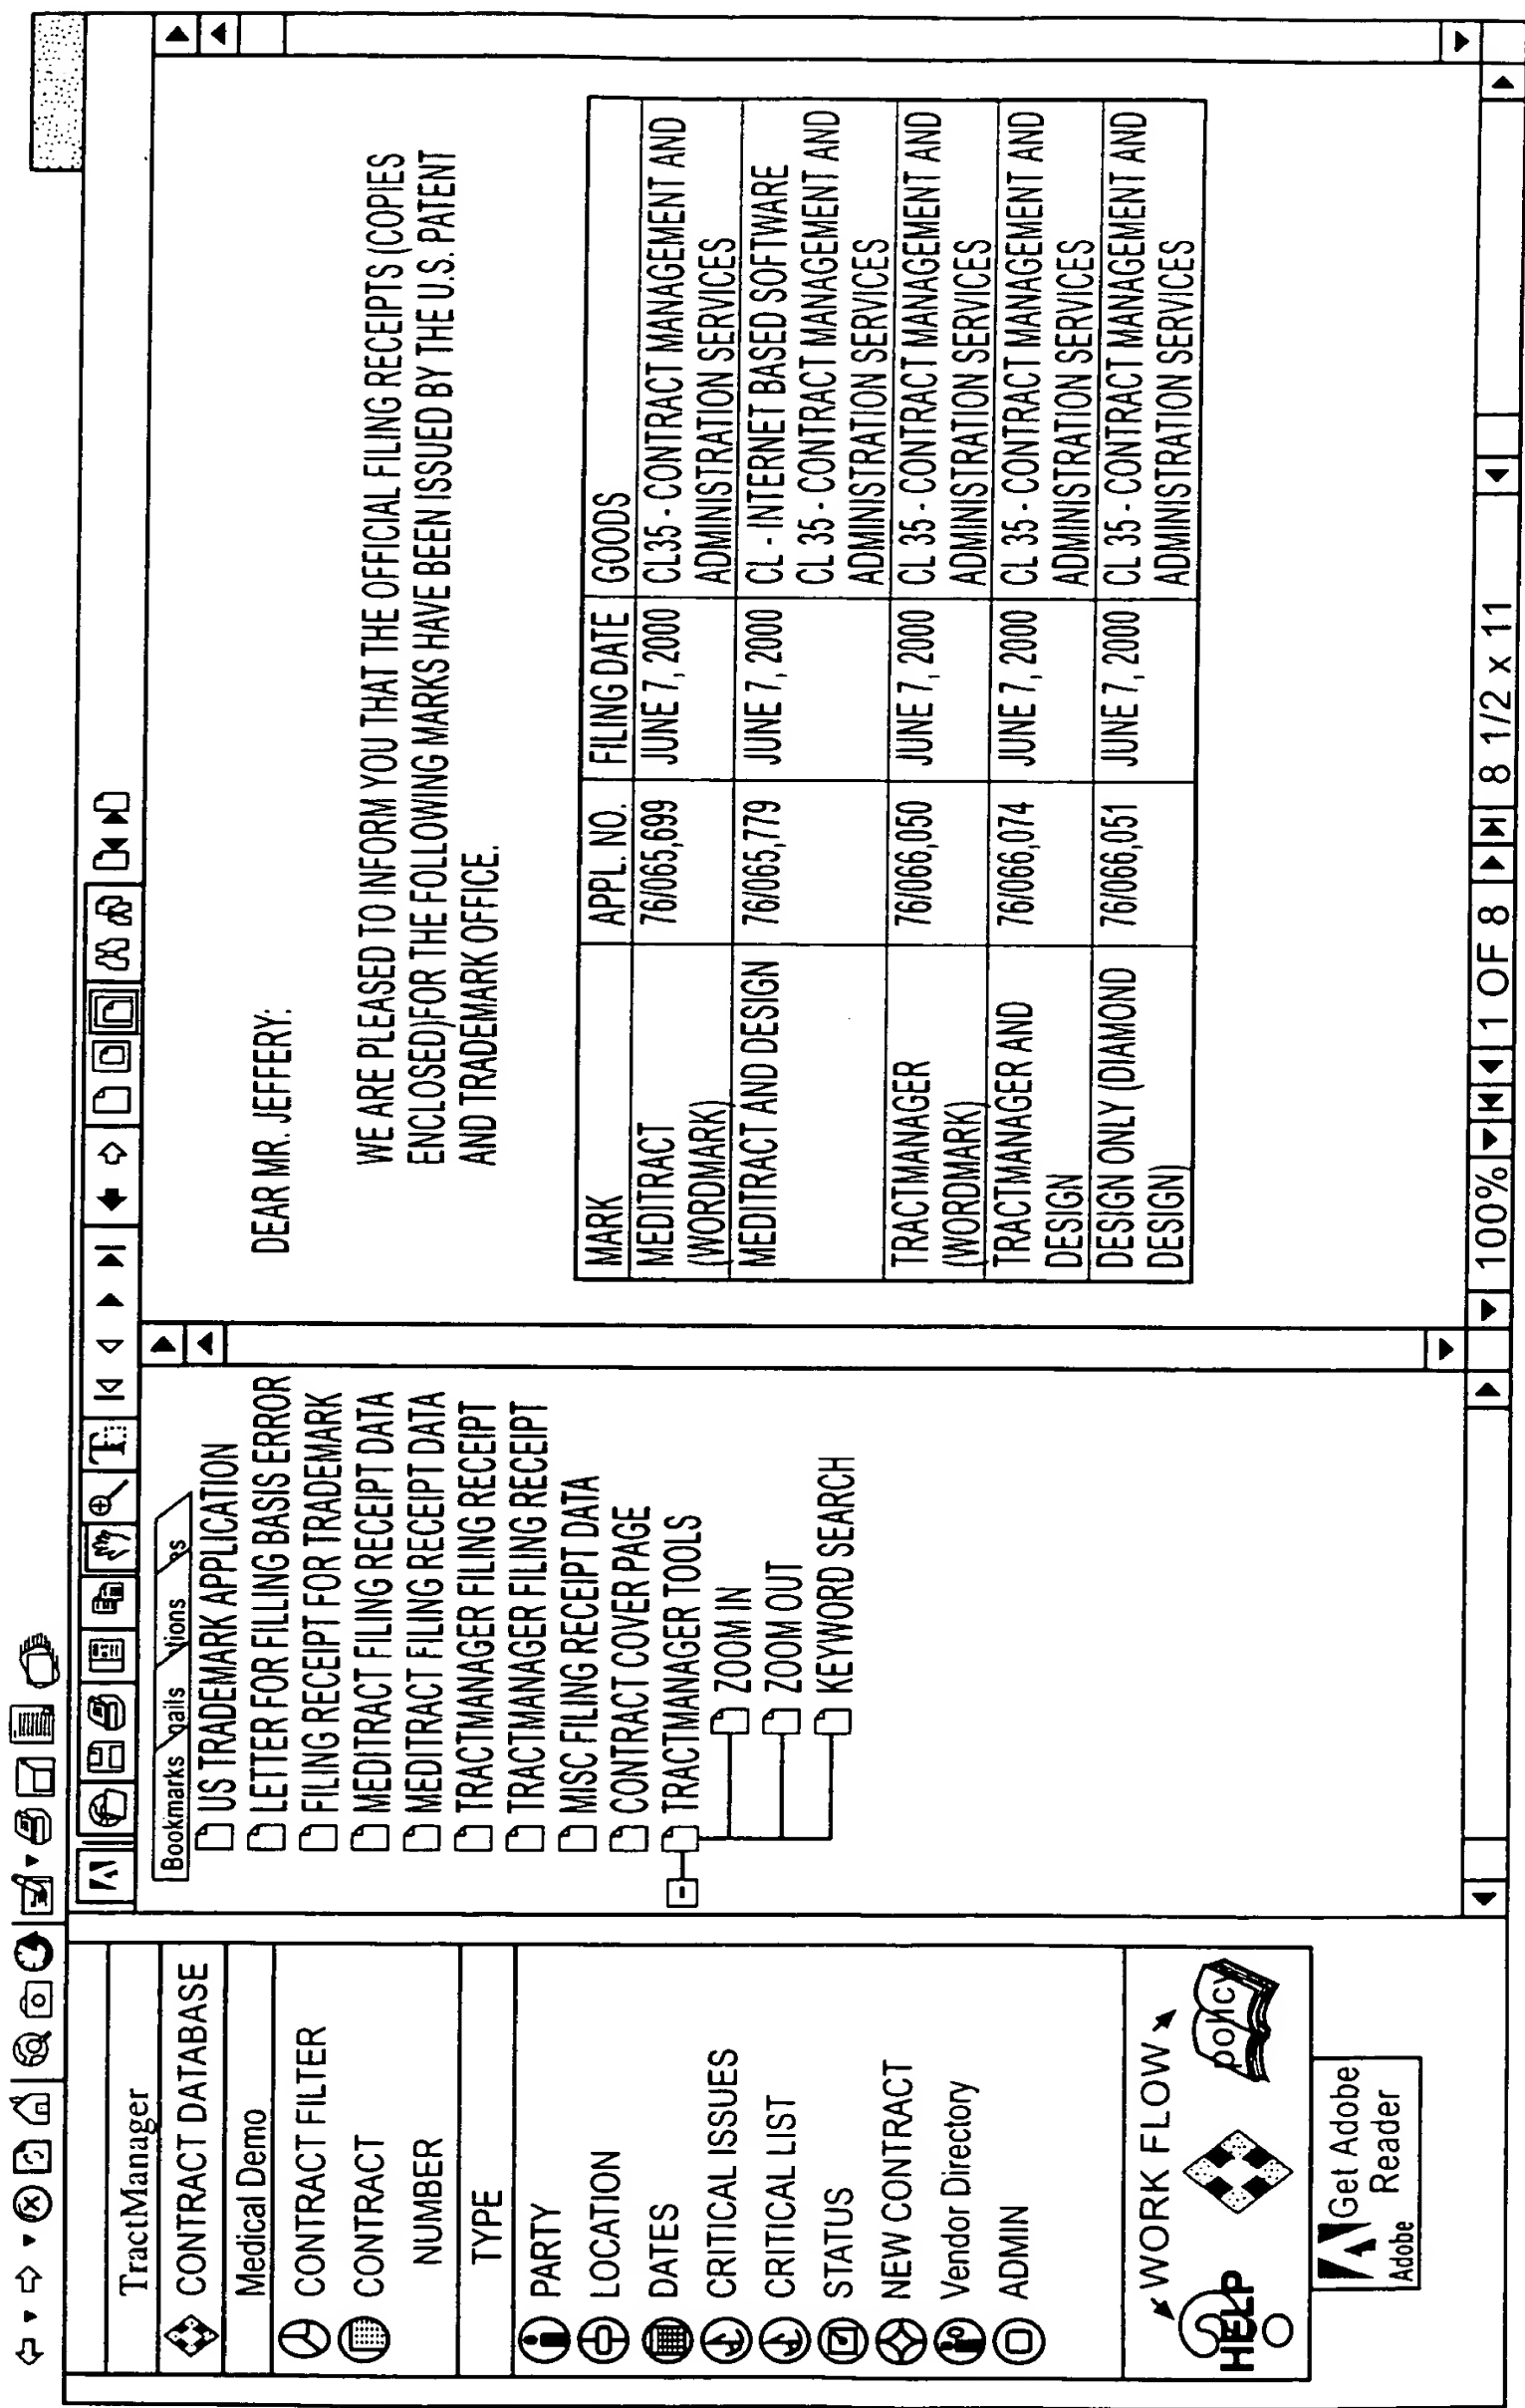 TractManager
CONTRACT DATABASE
Medical Demo
CONTRACT FILTER
CONTRACT
NUMBER
TYPE
PARTY
LOCATION
DATES
CRITICAL ISSUES
CRITICAL LIST
STATUS
NEW CONTRACT
Vendor Directory
ADMIN
WORK FLOW
HELP
policy
Get Adobe
Reader
Adobe
Bookmarks nails tions es
US TRADEMARK APPLICATION
LETTER FOR FILLING BASIS ERROR
FILING RECEIPT FOR TRADEMARK
MEDITRACT FILING RECEIPT DATA
MEDITRACT FILING RECEIPT DATA
TRACTMANAGER FILING RECEIPT
TRACTMANAGER FILING RECEIPT
MISC FILING RECEIPT DATA
CONTRACT COVER PAGE
TRACTMANAGER TOOLS
ZOOM IN
ZOOM OUT
KEYWORD SEARCH
DEAR MR. JEFFERY:
WE ARE PLEASED TO INFORM YOU THAT THE OFFICIAL FILING RECEIPTS (COPIES
ENCLOSED)FOR THE FOLLOWING MARKS HAVE BEEN ISSUED BY THE U.S. PATENT
AND TRADEMARK OFFICE.
MARK APPL. NO. FILING DATE GOODS
MEDITRACT 76/065,699 JUNE 7, 2000 CL35 - CONTRACT MANAGEMENT AND
(WORDMARK) ADMINISTRATION SERVICES
MEDITRACT AND DESIGN 76/065,779 JUNE 7, 2000 CL - INTERNET BASED SOFTWARE
CL 35 - CONTRACT MANAGEMENT AND
ADMINISTRATION SERVICES
TRACTMANAGER 76/066,050 JUNE 7, 2000 CL 35 - CONTRACT MANAGEMENT AND
(WORDMARK) ADMINISTRATION SERVICES
TRACTMANAGER AND 76/066,074 JUNE 7, 2000 CL 35 - CONTRACT MANAGEMENT AND
DESIGN ADMINISTRATION SERVICES
DESIGN ONLY (DIAMOND 76/066,051 JUNE 7, 2000 CL 35 - CONTRACT MANAGEMENT AND
DESIGN) ADMINISTRATION SERVICES
100% 1 OF 8 8 1/2 x 11